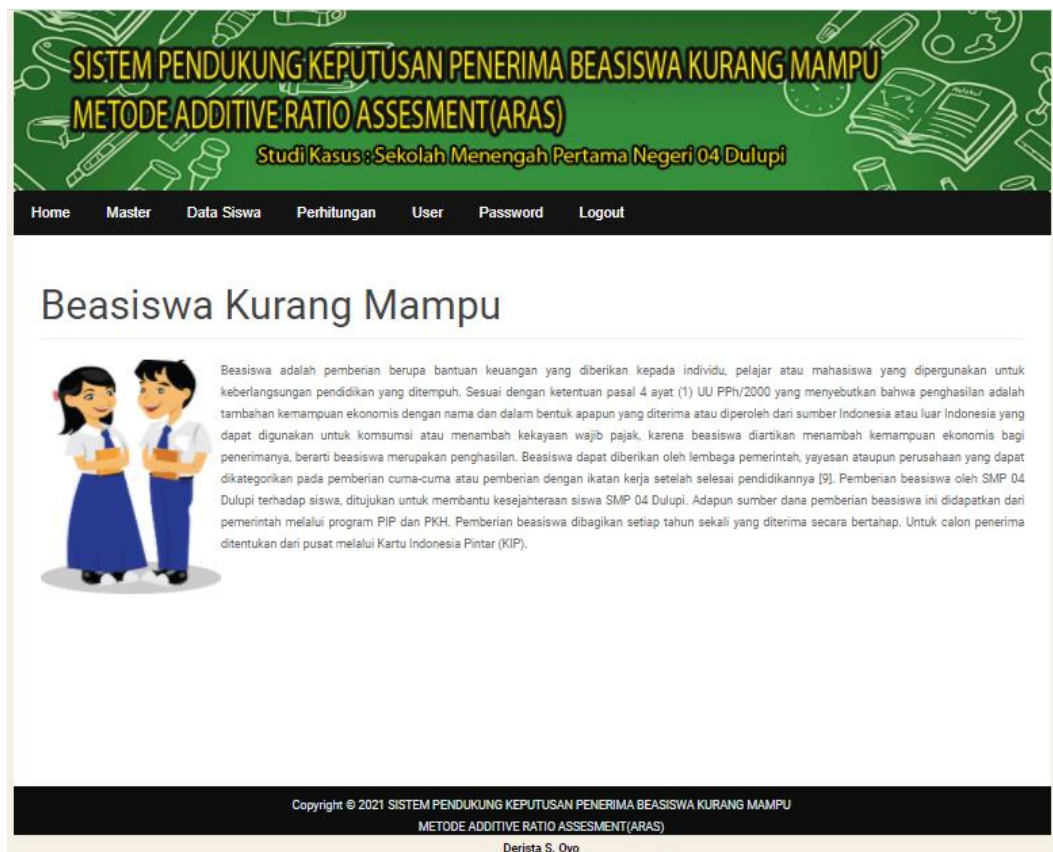 SISTEM PENDUKUNG KEPUTUSAN PENERIMA BEASISWA KURANG MAMPU
METODE ADDITIVE RATIO ASSESMENT(ARAS)
Studi Kasus : Sekolah Menengah Pertama Negeri 04 Dulupi
Home Master Data Siswa Perhitungan User Password Logout
Beasiswa Kurang Mampu
Beasiswa adalah pemberian berupa bantuan keuangan yang diberikan kepada individu, pelajar atau mahasiswa yang dipergunakan untuk
keberlangsungan pendidikan yang ditempuh. Sesuai dengan ketentuan pasal 4 ayat (1) UU PPh/2000 yang menyebutkan bahwa penghasilan adalah
tambahan kemampuan ekonomis dengan nama dan dalam bentuk apapun yang diterima atau diperoleh dari sumber Indonesia atau luar Indonesia yang
dapat digunakan untuk komsumsi atau menambah kekayaan wajib pajak, karena beasiswa diartikan menambah kemampuan ekonomis bagi
penerimanya, berarti beasiswa merupakan penghasilan. Beasiswa dapat diberikan oleh lembaga pemerintah, yayasan ataupun perusahaan yang dapat
dikategorikan pada pemberian cuma-cuma atau pemberian dengan ikatan kerja setelah selesai pendidikannya [9]. Pemberian beasiswa oleh SMP 04
Dulupi terhadap siswa, ditujukan untuk membantu kesejahteraan siswa SMP 04 Dulupi. Adapun sumber dana pemberian beasiswa ini didapatkan dari
pemerintah melalui program PIP dan PKH. Pemberian beasiswa dibagikan setiap tahun sekali yang diterima secara bertahap. Untuk calon penerima
ditentukan dari pusat melalui Kartu Indonesia Pintar (KIP).
Copyright © 2021 SISTEM PENDUKUNG KEPUTUSAN PENERIMA BEASISWA KURANG MAMPU
METODE ADDITIVE RATIO ASSESMENT(ARAS)
Derista S. Oyo